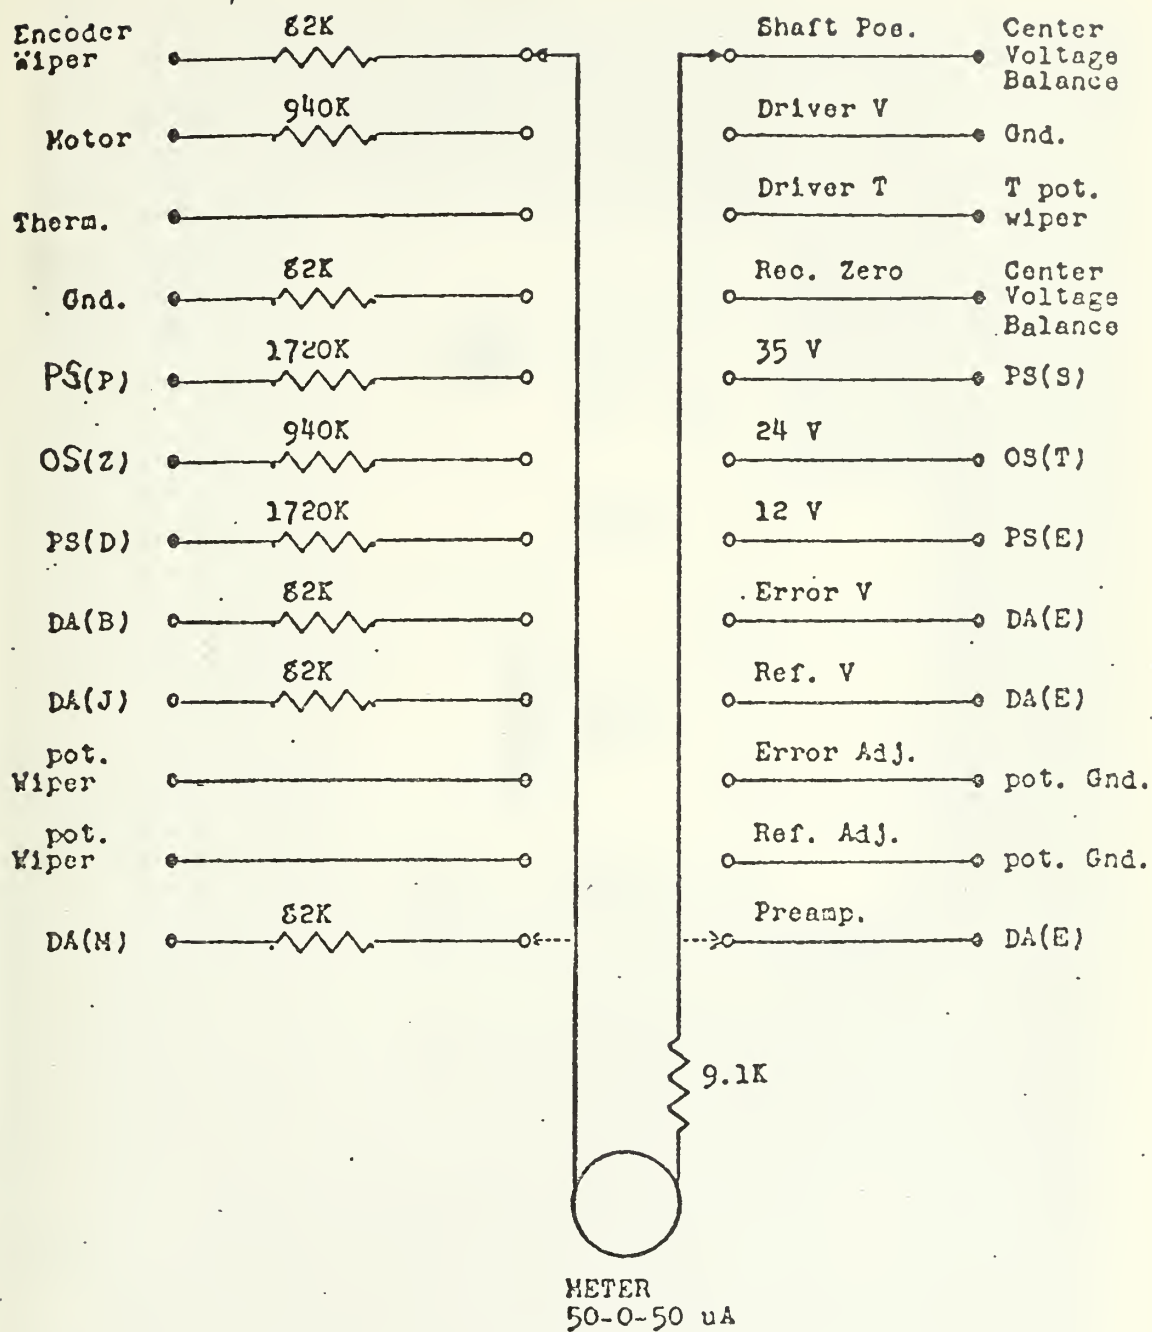 Encoder Wiper 82K Shaft Pos. Center Voltage Balance
Motor 940K Driver V Gnd.
Therm. Driver T T pot. wiper
Gnd. 82K Rec. Zero Center Voltage Balance
PS(P) 1720K 35 V PS(S)
OS(Z) 940K 24 V OS(T)
PS(D) 1720K 12 V PS(E)
DA(B) 82K Error V DA(E)
DA(J) 82K Ref. V DA(E)
pot. Wiper Error Adj. pot. Gnd.
pot. Wiper Ref. Adj. pot. Gnd.
DA(M) 82K Preamp. DA(E)
9.1K
METER
50-0-50 uA